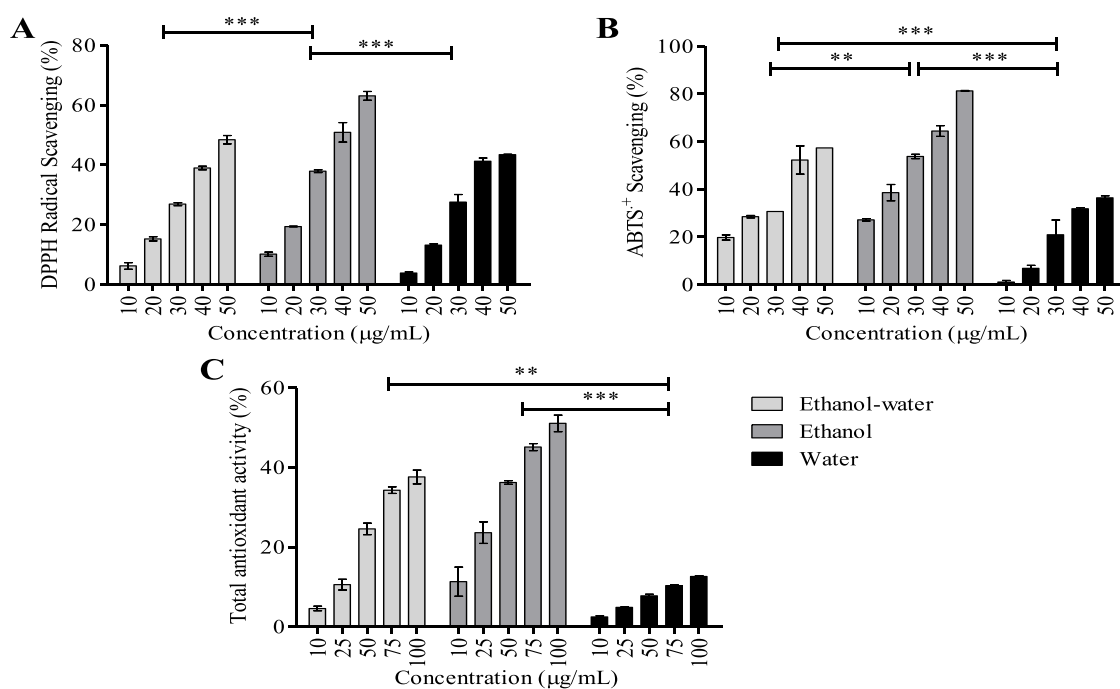 A
***
***
DPPH Radical Scavenging (%)
80
60
40
20
0
10 20 30 40 50 10 20 30 40 50 10 20 30 40 50
Concentration (µg/mL)
B
***
** ***
ABTS·+ Scavenging (%)
100
80
60
40
20
0
10 20 30 40 50 10 20 30 40 50 10 20 30 40 50
Concentration (µg/mL)
C
**
***
Total antioxidant activity (%)
60
40
20
0
10 25 50 75 100 10 25 50 75 100 10 25 50 75 100
Concentration (µg/mL)
Ethanol-water
Ethanol
Water